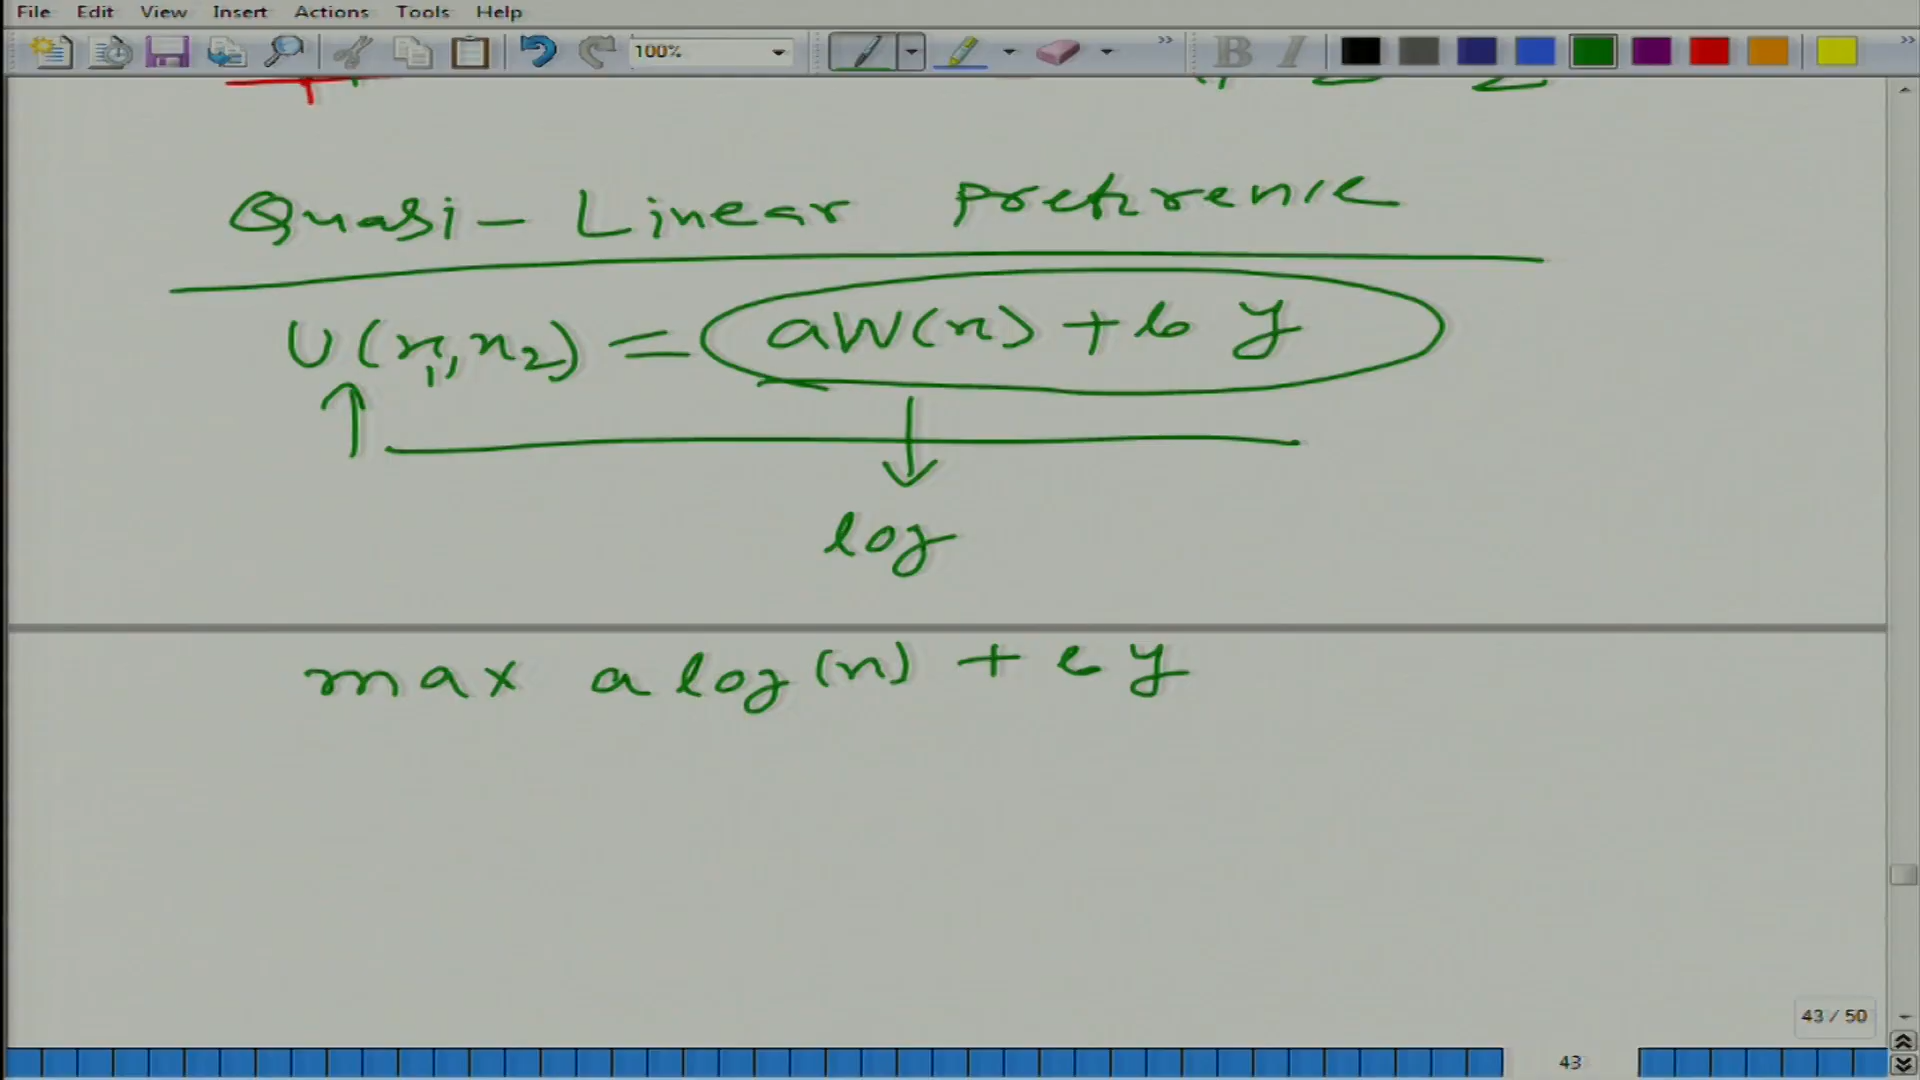 File Edit View Insert Actions Tools Help
100%
B I
Quasi-Linear Preference
U(x1, x2) = aW(x) + b y
log
max a log(x) + b y
43 / 50
43